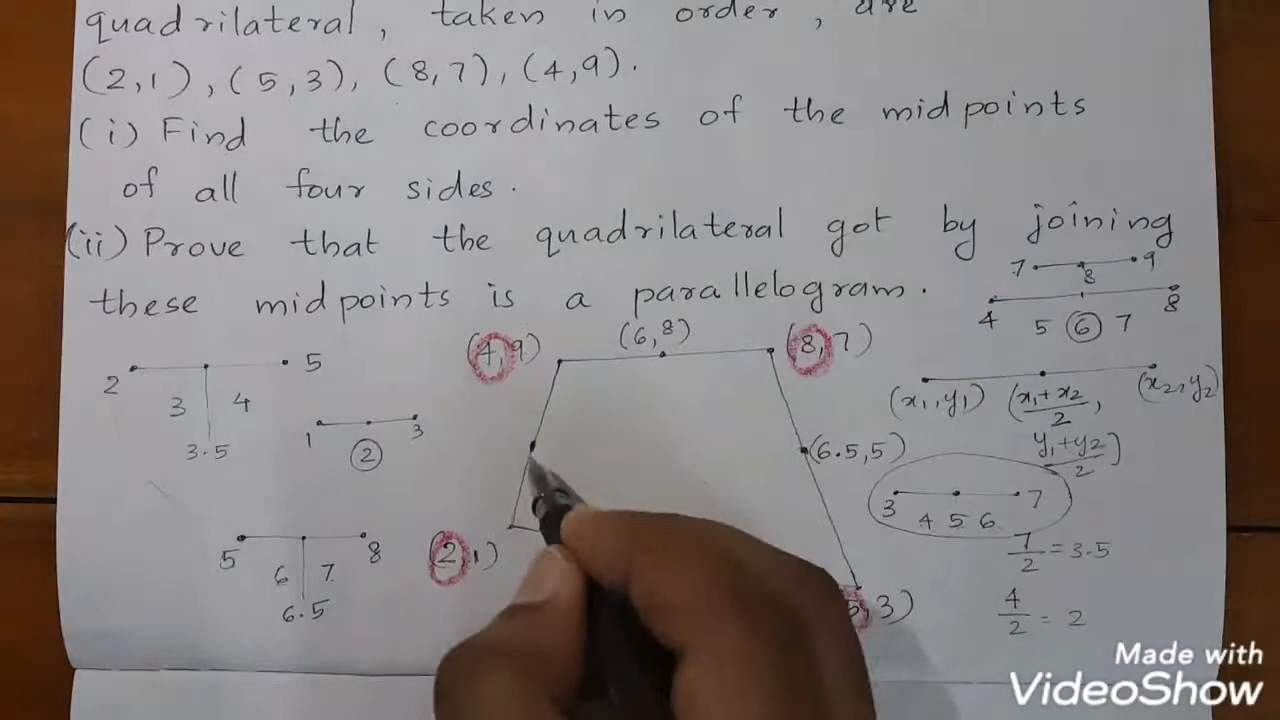 quadrilateral, taken in order, are
(2,1), (5,3), (8,7), (4,9).
(i) Find the coordinates of the midpoints
of all four sides.
(ii) Prove that the quadrilateral got by joining
these midpoints is a parallelogram.
7 8 9
4 5 6 7 8
2 3 4 5
3.5
1 2 3
5 6 7 8
6.5
(4,9) (6,8) (8,7)
(6.5,5)
(2,1)
5,3)
(x₁,y₁) (x₁+x₂/2, y₁+y₂/2) (x₂,y₂)
3 4 5 6 7
7/2 = 3.5
4/2 = 2
Made with
VideoShow